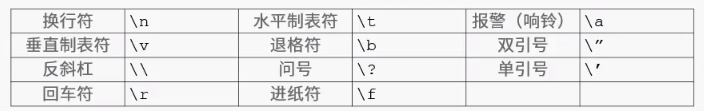 换行符 \n 水平制表符 \t 报警（响铃） \a
垂直制表符 \v 退格符 \b 双引号 \”
反斜杠 \\ 问号 \? 单引号 \’
回车符 \r 进纸符 \f